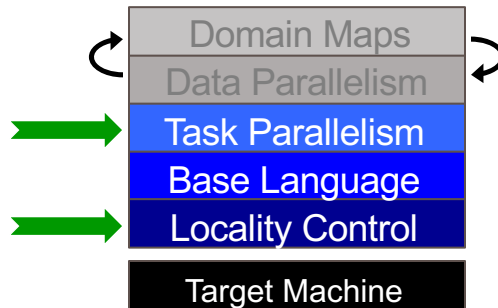 Domain Maps
Data Parallelism
Task Parallelism
Base Language
Locality Control
Target Machine